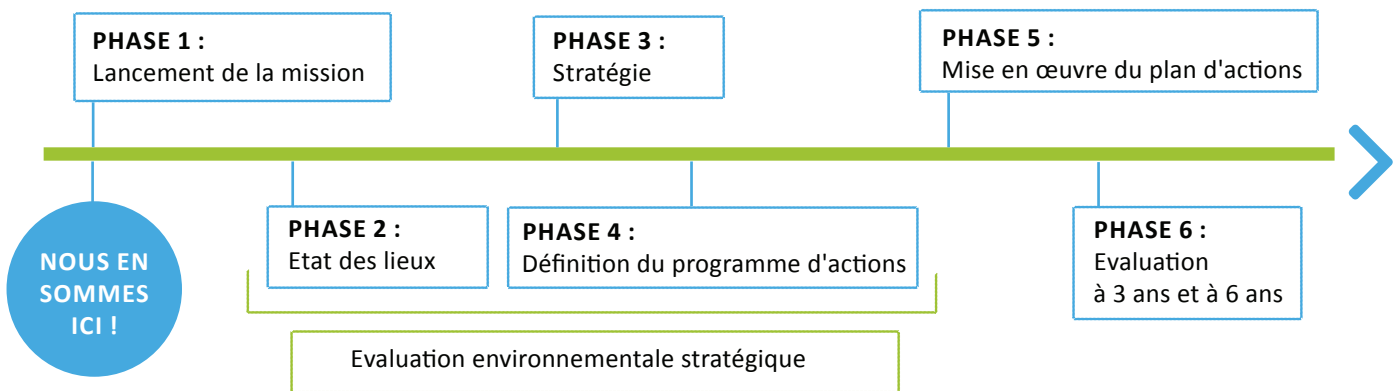 PHASE 1 :
Lancement de la mission
PHASE 3 :
Stratégie
PHASE 5 :
Mise en œuvre du plan d'actions
NOUS EN
SOMMES
ICI !
PHASE 2 :
Etat des lieux
PHASE 4 :
Définition du programme d'actions
PHASE 6 :
Evaluation
à 3 ans et à 6 ans
Evaluation environnementale stratégique